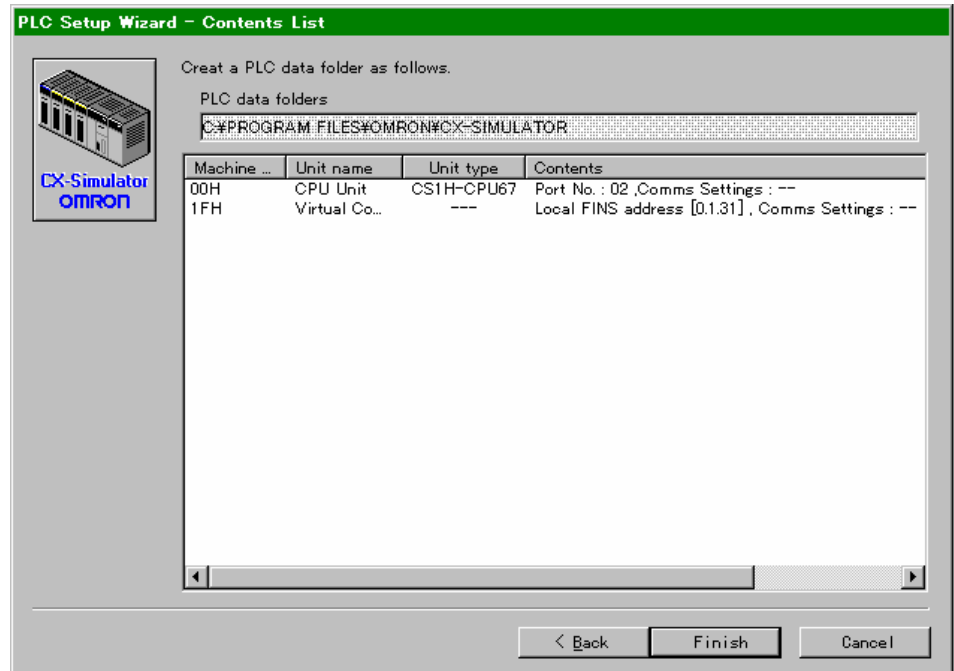 PLC Setup Wizard - Contents List
Creat a PLC data folder as follows.
PLC data folders
C:¥PROGRAM FILES¥OMRON¥CX-SIMULATOR
CX-Simulator
OMRON
Machine ... Unit name Unit type Contents
00H CPU Unit CS1H-CPU67 Port No. : 02 ,Comms Settings : --
1FH Virtual Co... --- Local FINS address [0.1.31] , Comms Settings : --
< Back Finish Cancel